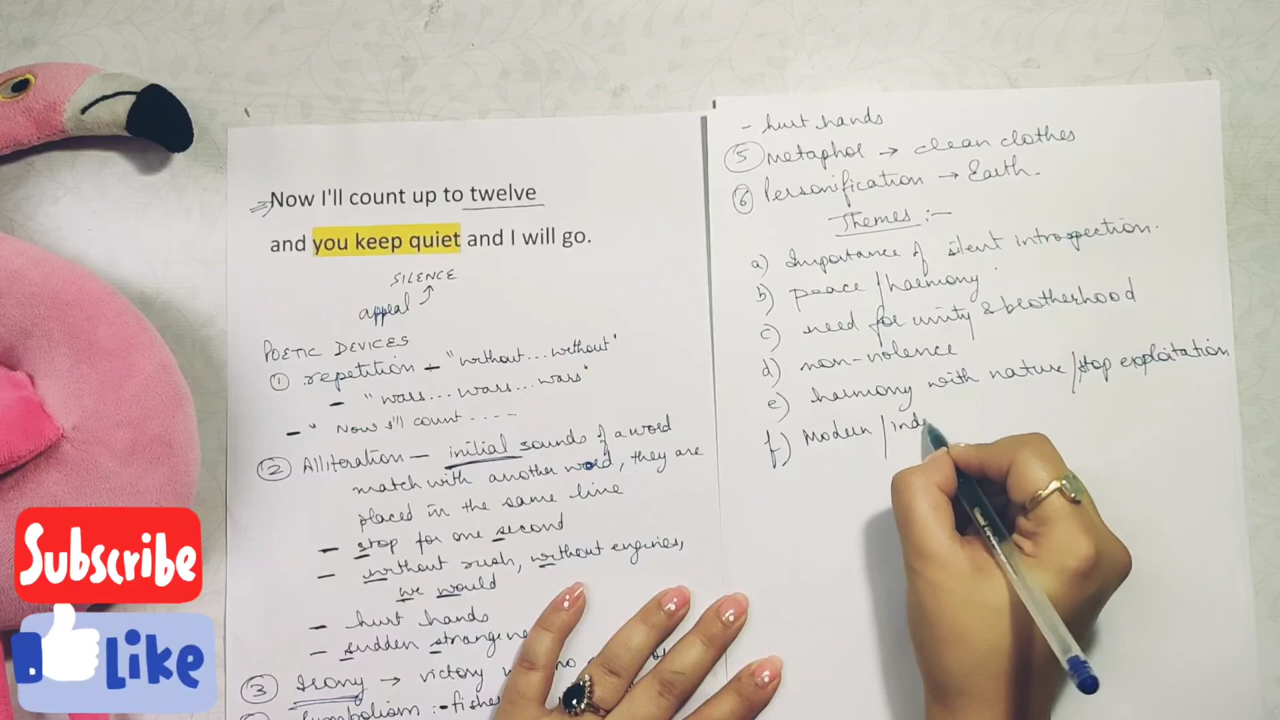 Now I'll count up to twelve
and you keep quiet and I will go.
SILENCE
appeal
POETIC DEVICES
① repetition - "without... without"
- "wars... wars... wars"
- " Now I'll count ....
② Alliteration - initial sounds of a word
match with another word, they are
placed in the same line
- stop for one second
- without rush, without engines,
we would
- hurt hands
- sudden strangene
③ Irony → victory
Symbolism :- fishe
- hurt hands
⑤ metaphor → clean clothes
⑥ Personification → Earth.
Themes :-
a) Importance of silent introspection.
b) peace / harmony
c) need for unity & brotherhood
d) non-volence
e) harmony with nature / stop exploitation
f) Modern / ind
Subscribe
Like